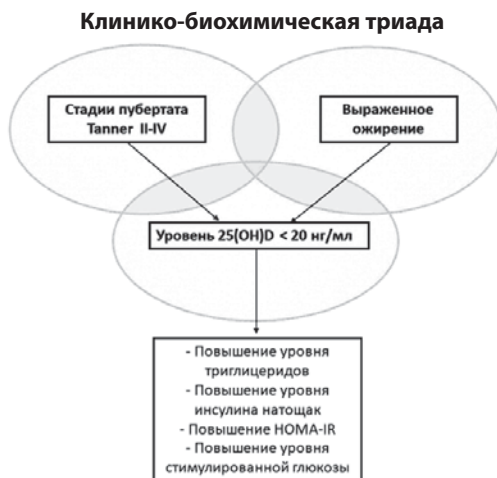 Клинико-биохимическая триада
Стадии пубертата
Tanner II-IV
Выраженное
ожирение
Уровень 25(OH)D < 20 нг/мл
- Повышение уровня
триглицеридов
- Повышение уровня
инсулина натощак
- Повышение HOMA-IR
- Повышение уровня
стимулированной глюкозы